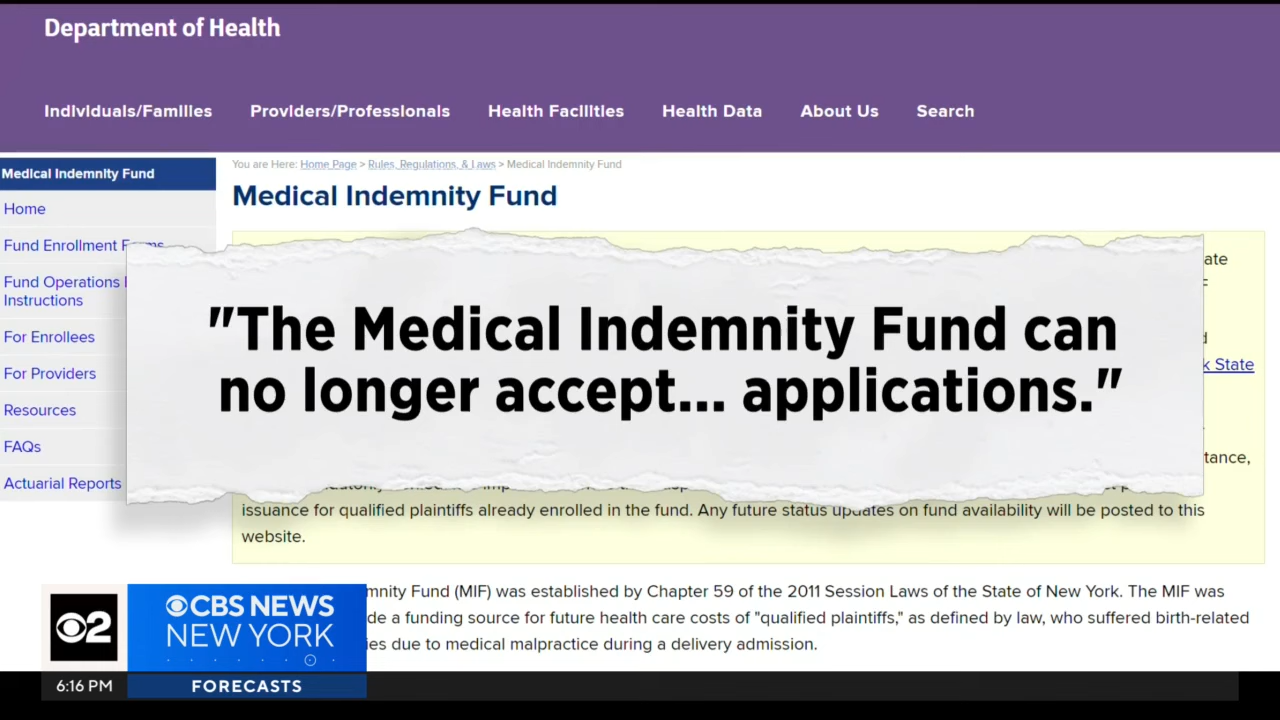 Department of Health
Individuals/Families Providers/Professionals Health Facilities Health Data About Us Search
Medical Indemnity Fund
Home
Fund Enrollment
Fund Operations
Instructions
For Enrollees
For Providers
Resources
FAQs
Actuarial Reports
You are Here: Home Page > Rules, Regulations, & Laws > Medical Indemnity Fund
Medical Indemnity Fund
"The Medical Indemnity Fund can
no longer accept... applications."
State
issuance for qualified plaintiffs already enrolled in the fund. Any future status updates on fund availability will be posted to this
website.
Fund (MIF) was established by Chapter 59 of the 2011 Session Laws of the State of New York. The MIF was
a funding source for future health care costs of "qualified plaintiffs," as defined by law, who suffered birth-related
due to medical malpractice during a delivery admission.
2 CBS NEWS
NEW YORK
6:16 PM FORECASTS